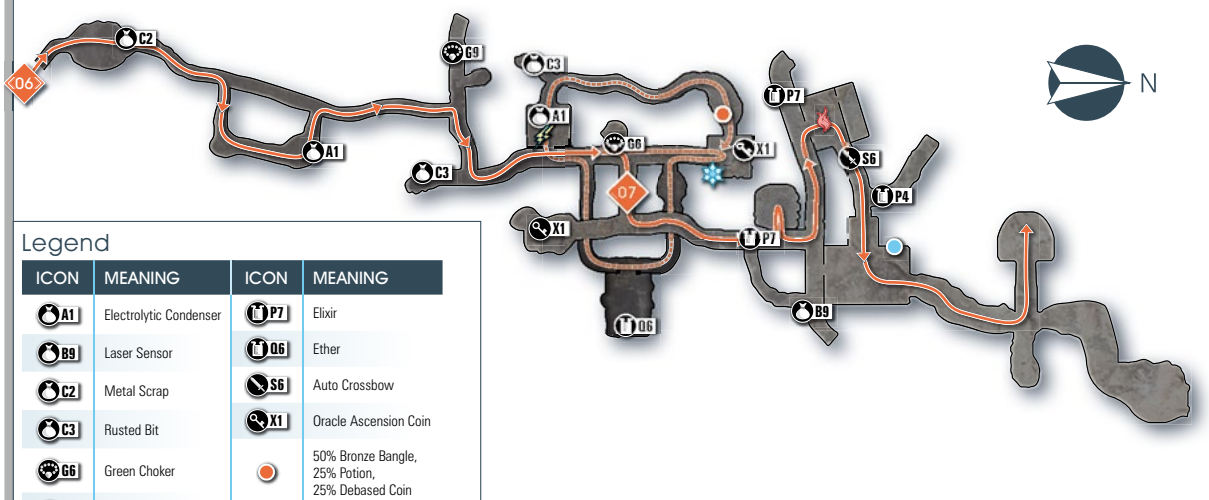 06
C2
A1
G9
C3
C3
A1
G6
X1
07
X1
Q6
P7
P7
S6
P4
B9
N
Legend
ICON MEANING ICON MEANING
A1 Electrolytic Condenser P7 Elixir
B9 Laser Sensor Q6 Ether
C2 Metal Scrap S6 Auto Crossbow
C3 Rusted Bit X1 Oracle Ascension Coin
G6 Green Choker 50% Bronze Bangle,
25% Potion,
25% Debased Coin